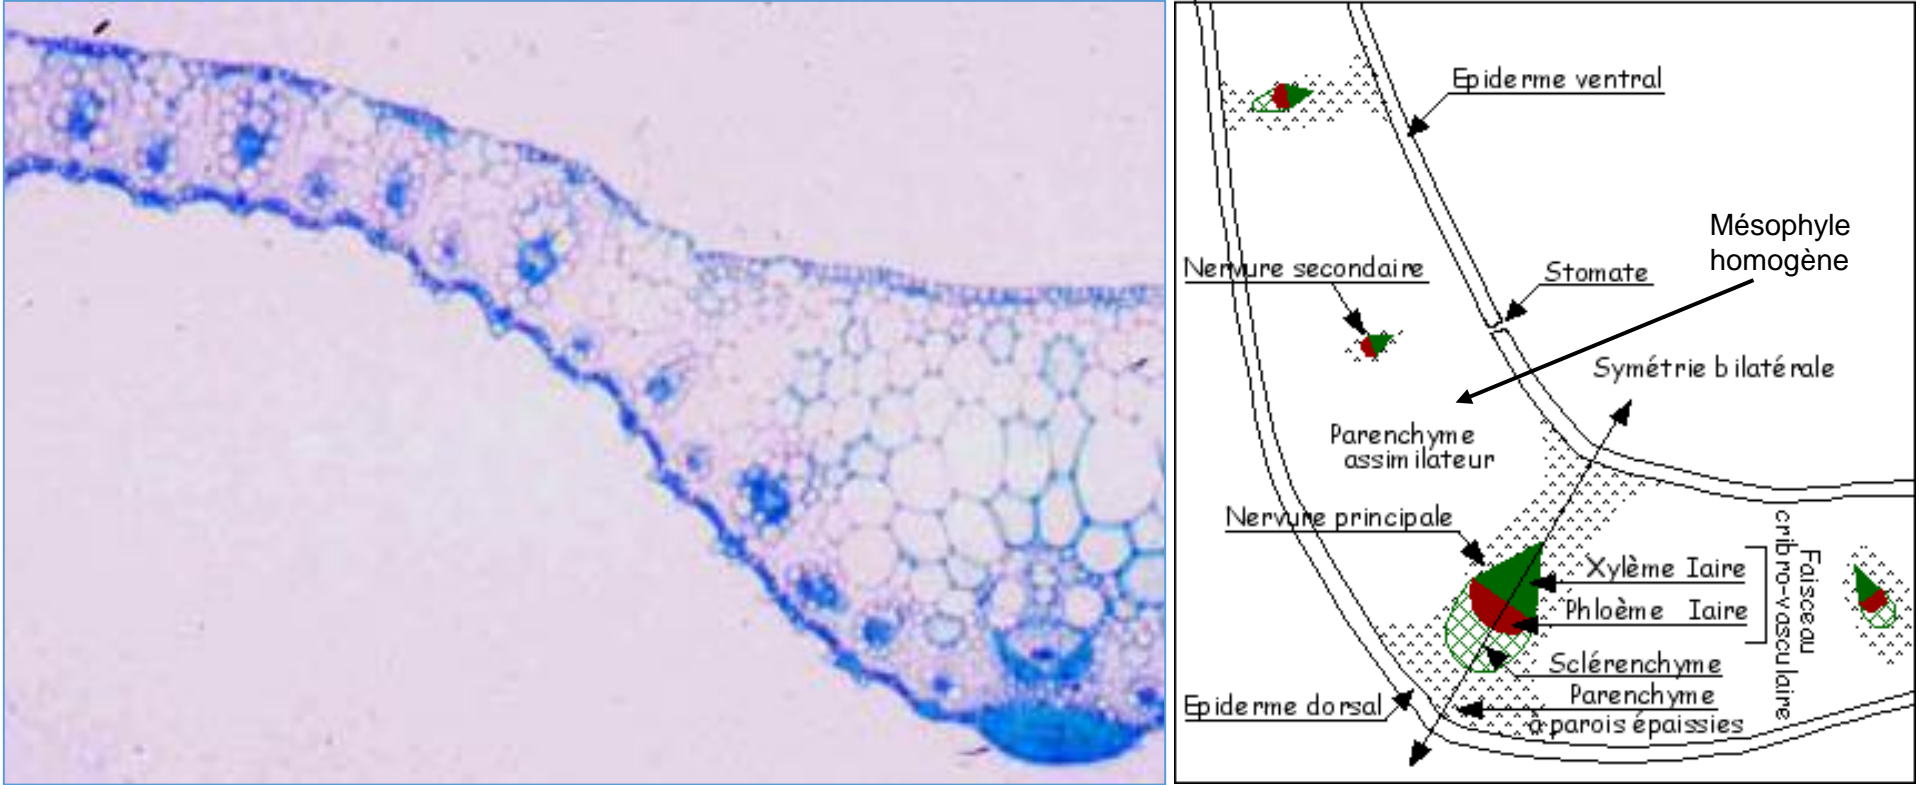 Epiderme ventral
Mésophyle
homogène
Nervure secondaire
Stomate
Symétrie bilatérale
Parenchyme
assimilateur
Nervure principale
Xylème Iaire
Phloème Iaire
Faisceau
cribro-vasculaire
Sclérenchyme
Parenchyme
à parois épaissies
Epiderme dorsal